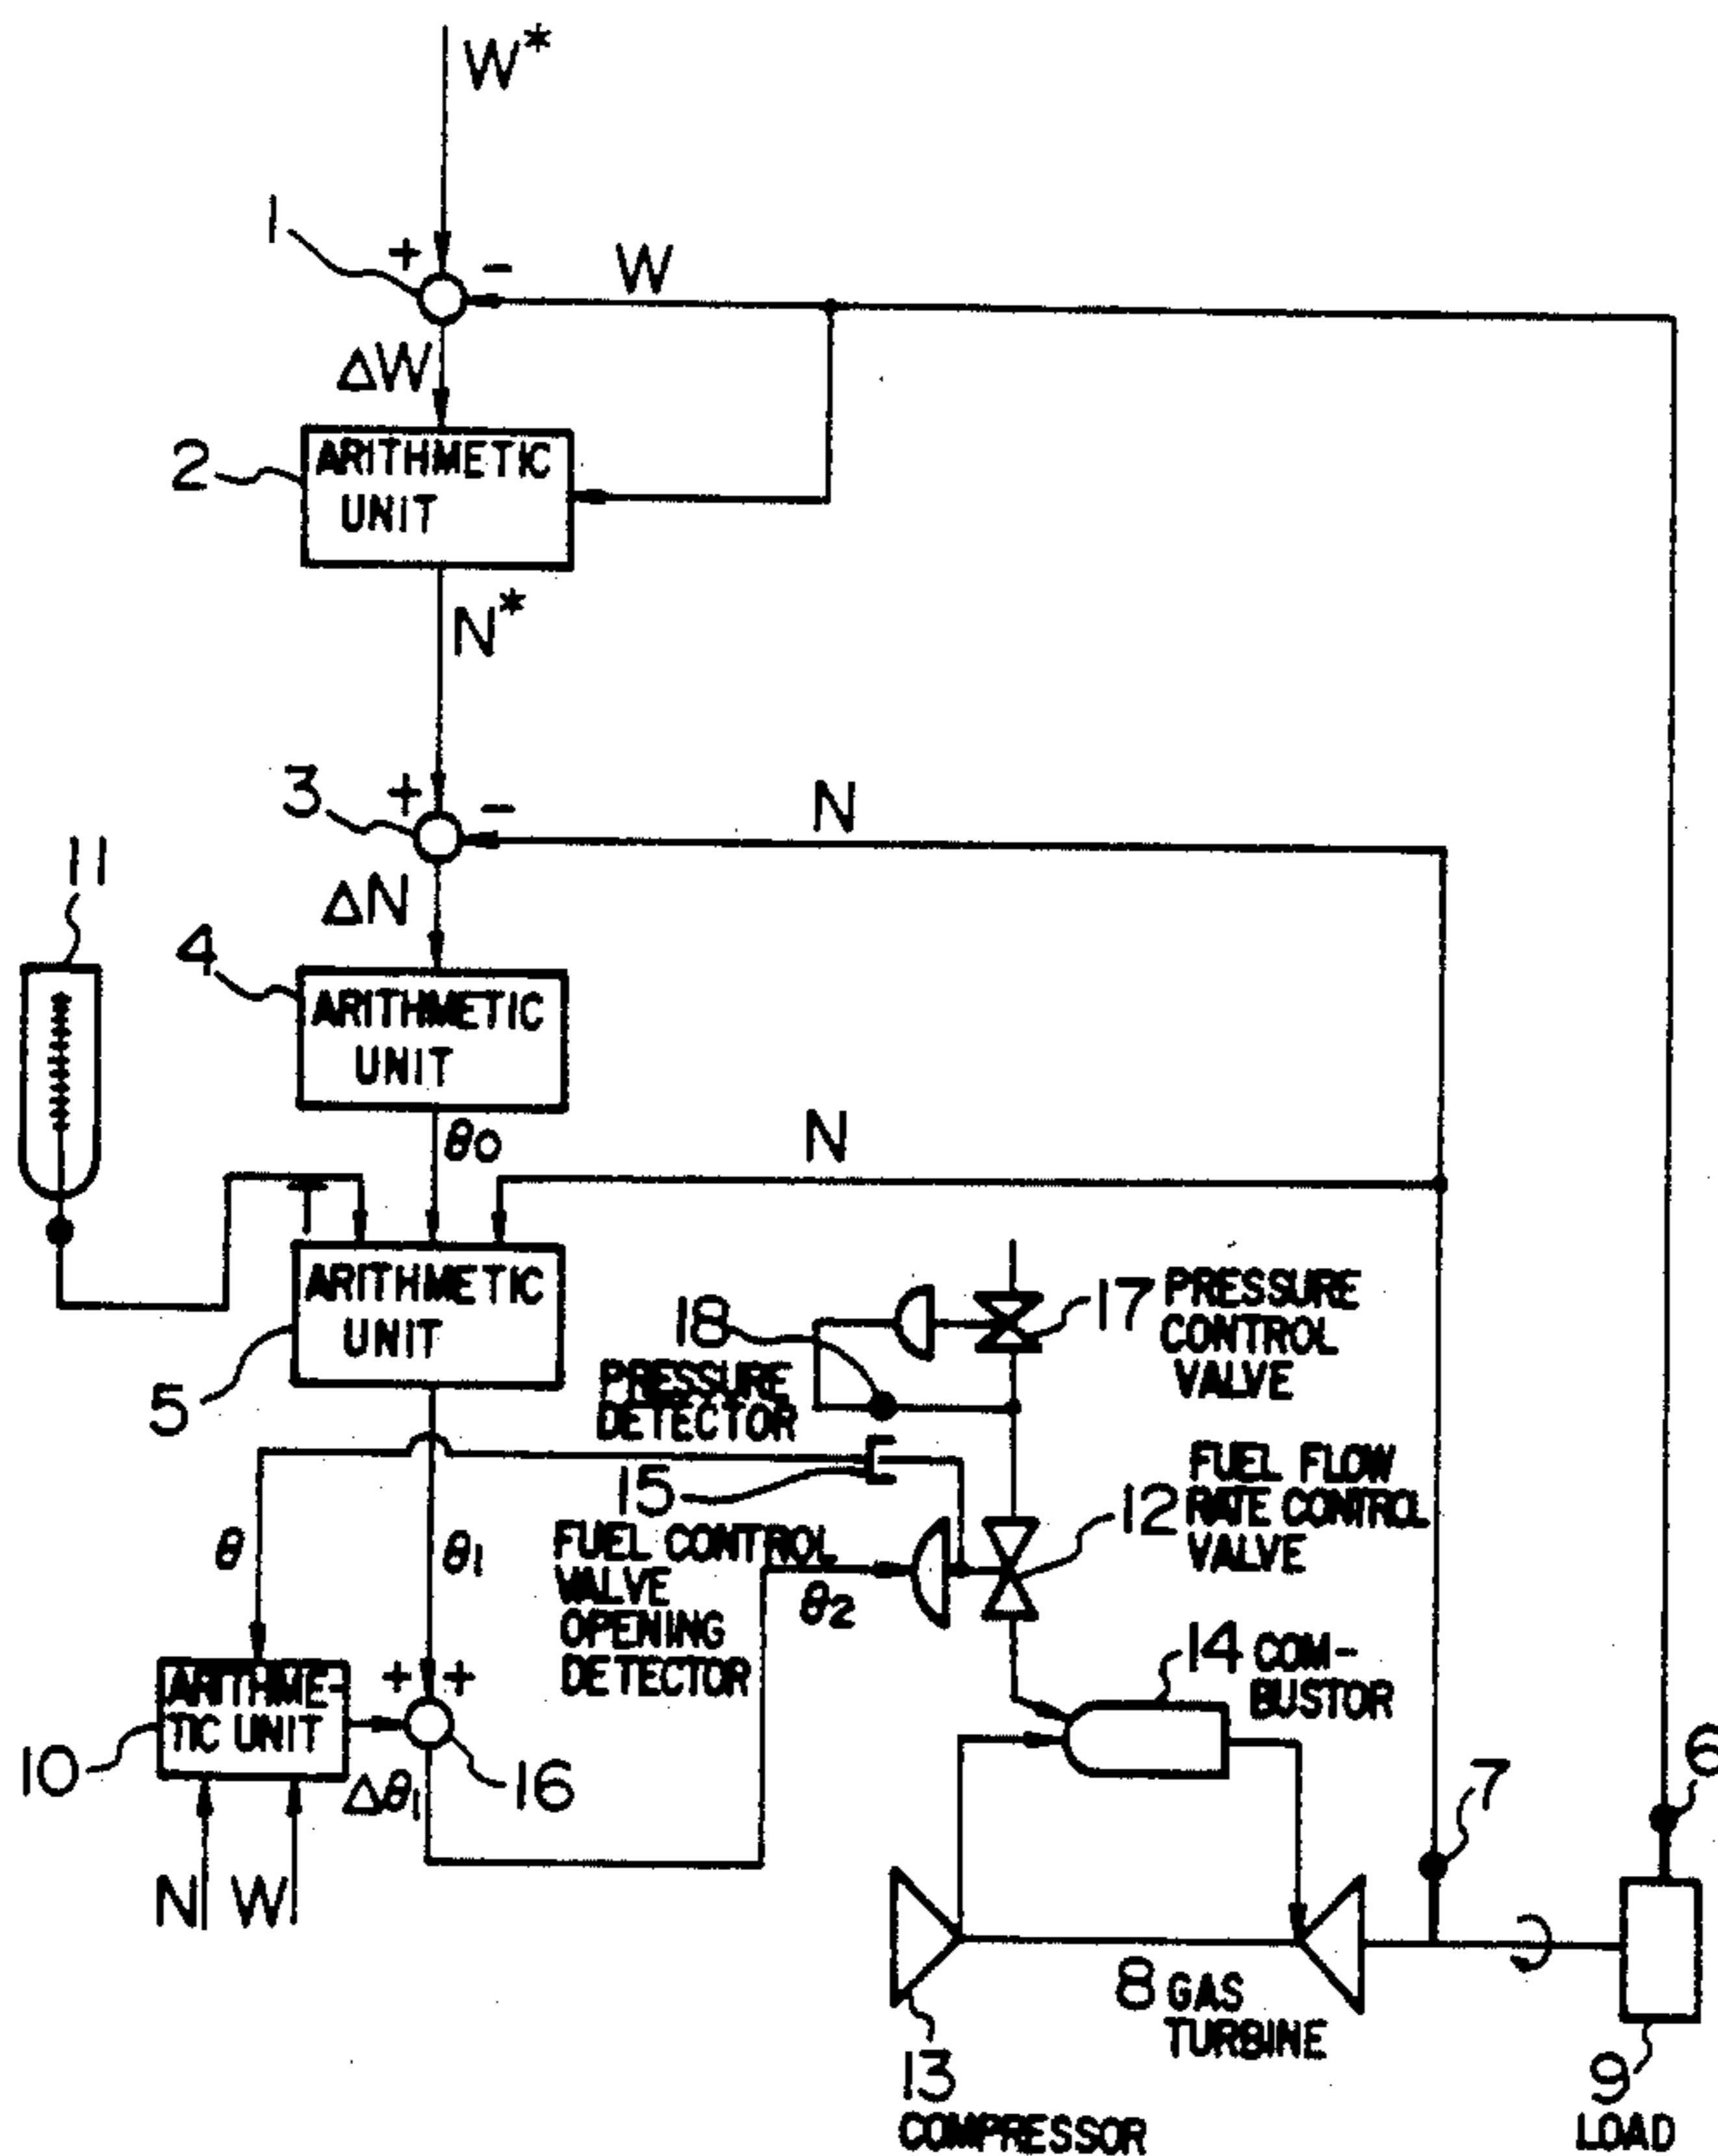 W*
1
+
-
W
ΔW
2
ARITHMETIC
UNIT
N*
3
+
-
N
11
ΔN
4
ARITHMETIC
UNIT
θ0
N
T
ARITHMETIC
UNIT
5
18
PRESSURE
DETECTOR
17 PRESSURE
CONTROL
VALVE
15
FUEL CONTROL
VALVE
OPENING
DETECTOR
12 FUEL FLOW
RATE CONTROL
VALVE
θ
θ1
θ2
ARITHME-
TIC UNIT
10
+ +
16
Δθ1
N W
14 COM-
BUSTOR
7
6
8 GAS
TURBINE
13
COMPRESSOR
9
LOAD